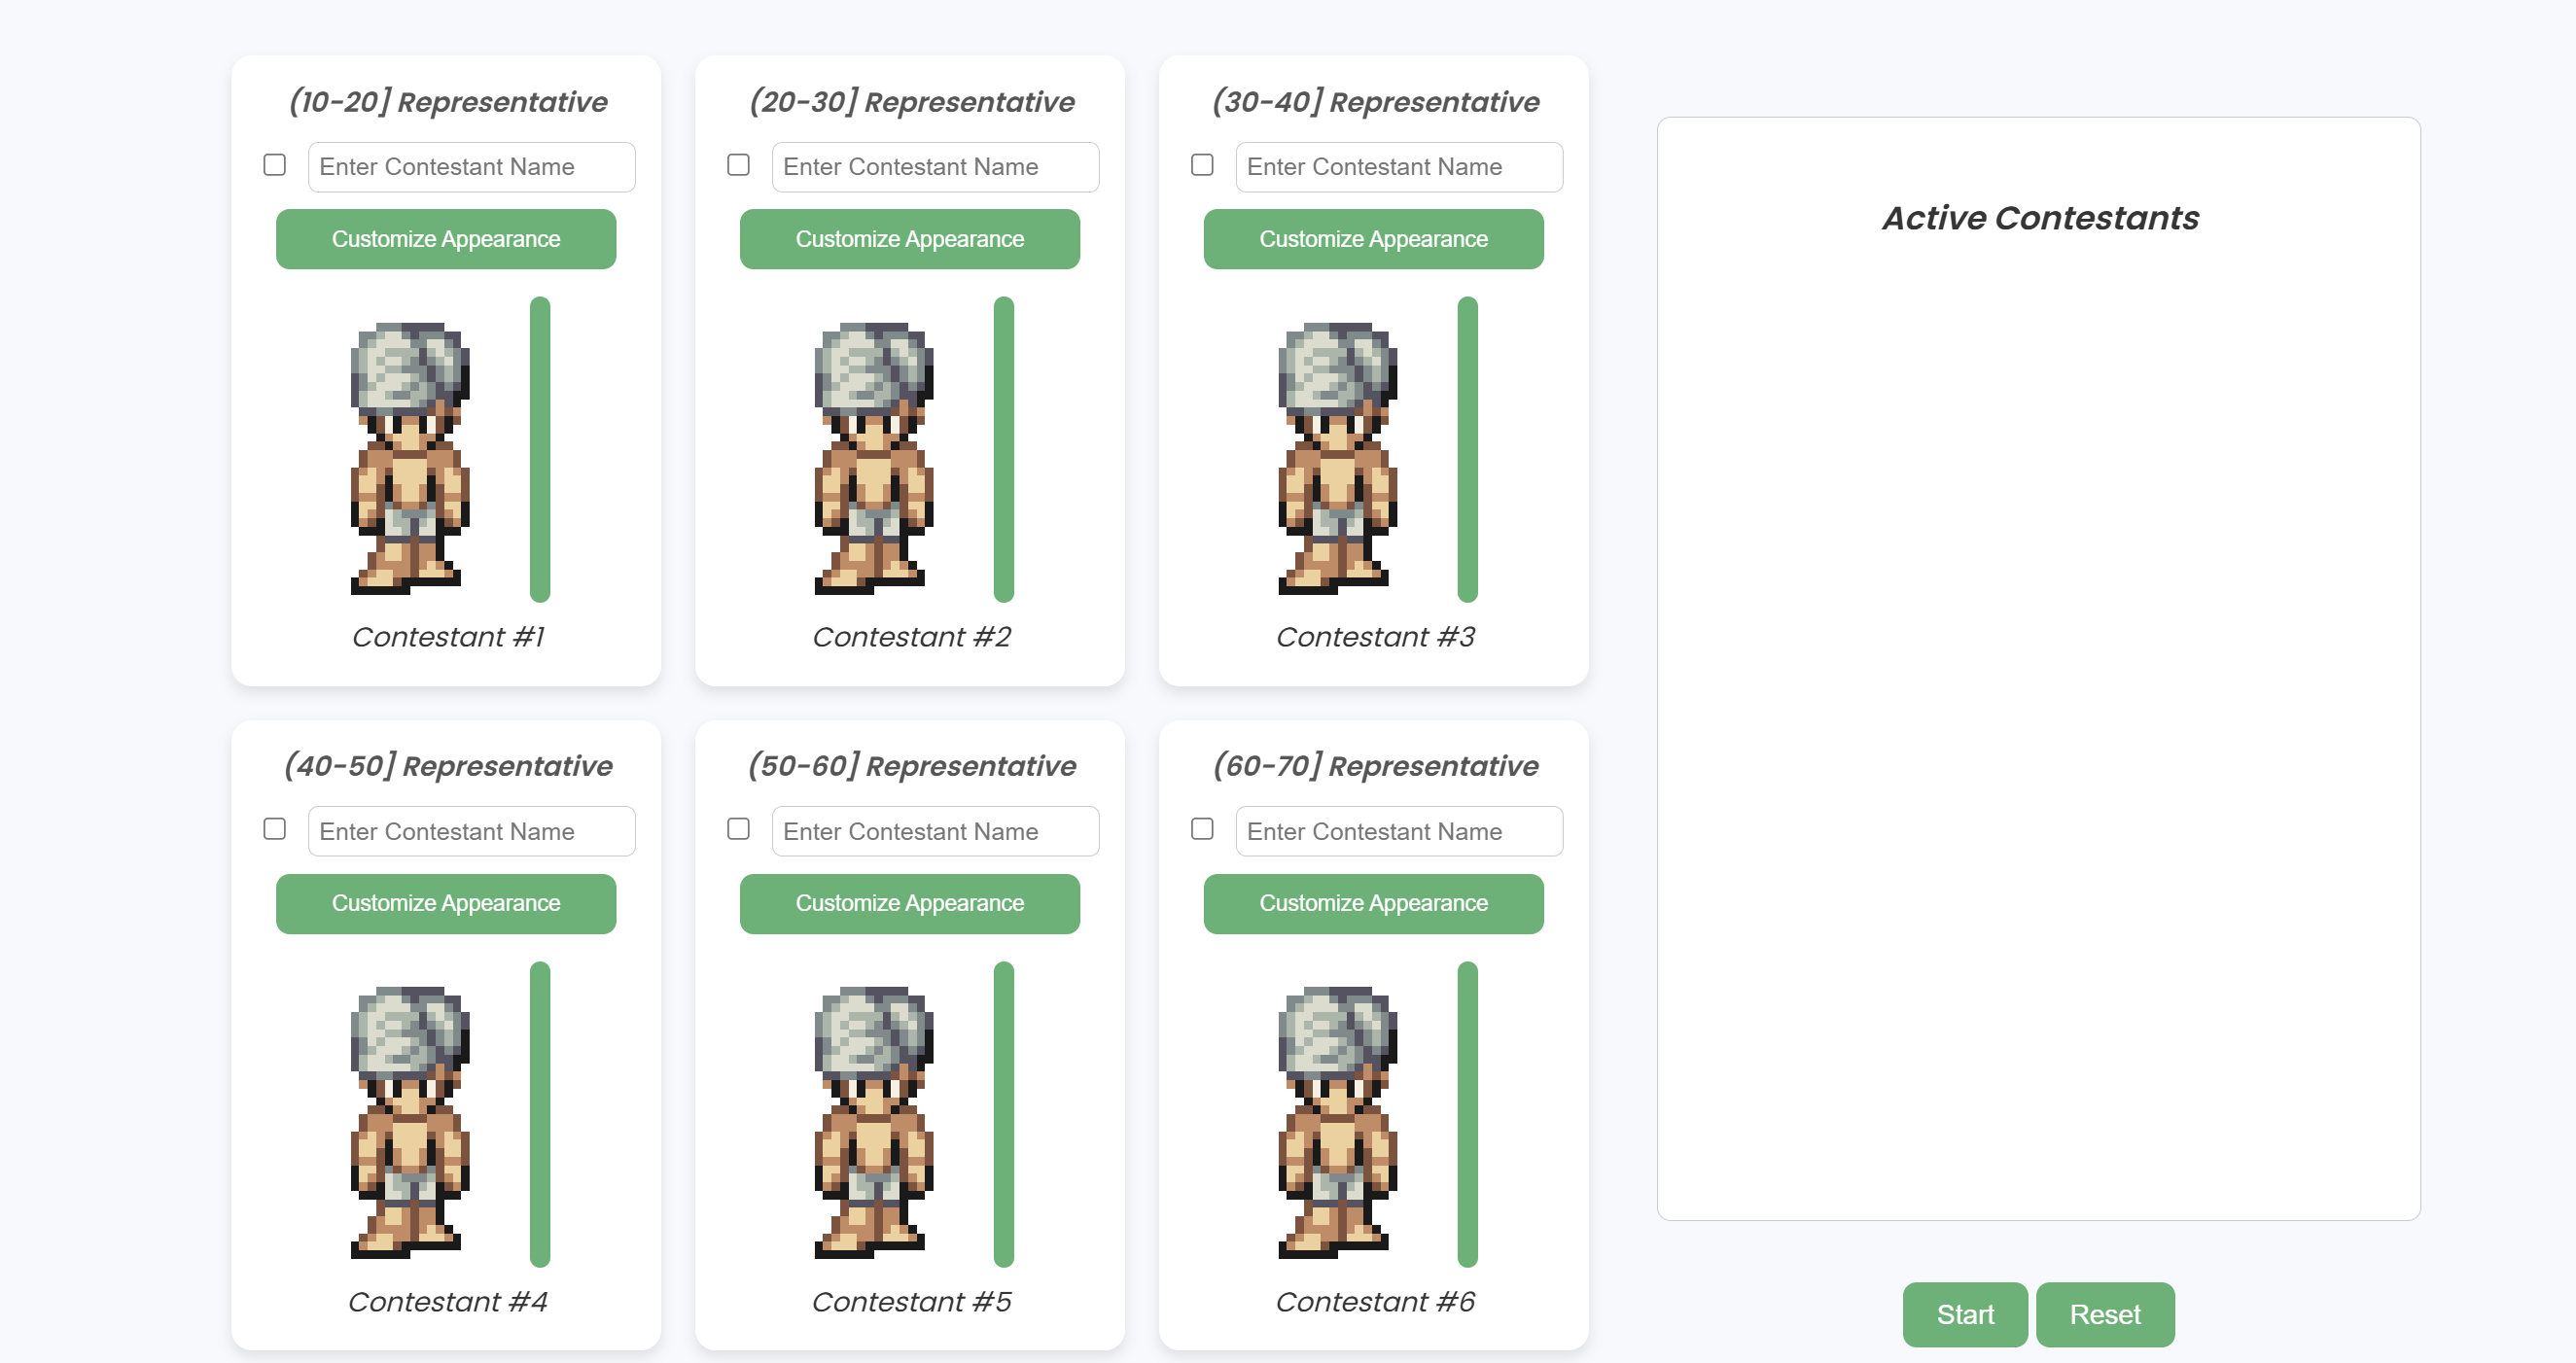 (10-20] Representative
Enter Contestant Name
Customize Appearance
Contestant #1
(20-30] Representative
Enter Contestant Name
Customize Appearance
Contestant #2
(30-40] Representative
Enter Contestant Name
Customize Appearance
Contestant #3
(40-50] Representative
Enter Contestant Name
Customize Appearance
Contestant #4
(50-60] Representative
Enter Contestant Name
Customize Appearance
Contestant #5
(60-70] Representative
Enter Contestant Name
Customize Appearance
Contestant #6
Active Contestants
Start
Reset